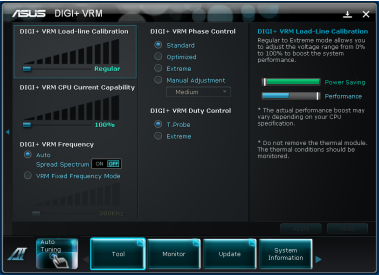 ASUS DIGI+ VRM
DIGI+ VRM Load-line Calibration
Regular
DIGI+ VRM CPU Current Capability
100%
DIGI+ VRM Frequency
Auto
Spread Spectrum ON OFF
VRM Fixed Frequency Mode
300Khz
DIGI+ VRM Phase Control
Standard
Optimized
Extreme
Manual Adjustment
Medium
DIGI+ VRM Duty Control
T.Probe
Extreme
DIGI+ VRM Load-Line Calibration
Regular to Extreme mode allows you
to adjust the voltage range from 0%
to 100% to boost the system
performance.
Power Saving
Performance
* The actual performance boost may
vary depending on your CPU
specification.
* Do not remove the thermal module.
The thermal conditions should be
monitored.
Auto
Tuning
Tool
Monitor
Update
System
Information